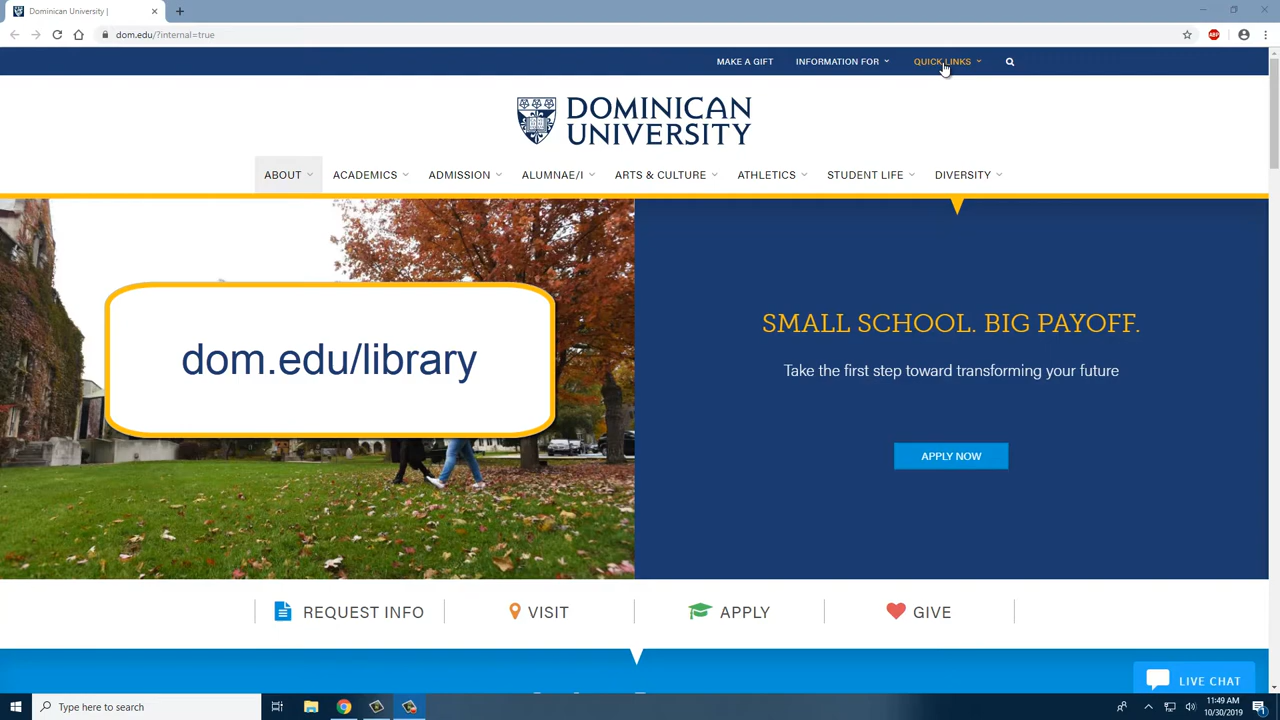 Dominican University |
dom.edu/?internal=true
MAKE A GIFT
INFORMATION FOR
QUICK LINKS
DOMINICAN
UNIVERSITY
ABOUT
ACADEMICS
ADMISSION
ALUMNAE/I
ARTS & CULTURE
ATHLETICS
STUDENT LIFE
DIVERSITY
dom.edu/library
SMALL SCHOOL. BIG PAYOFF.
Take the first step toward transforming your future
APPLY NOW
REQUEST INFO
VISIT
APPLY
GIVE
LIVE CHAT
Type here to search
11:49 AM
10/30/2019
ABP
1